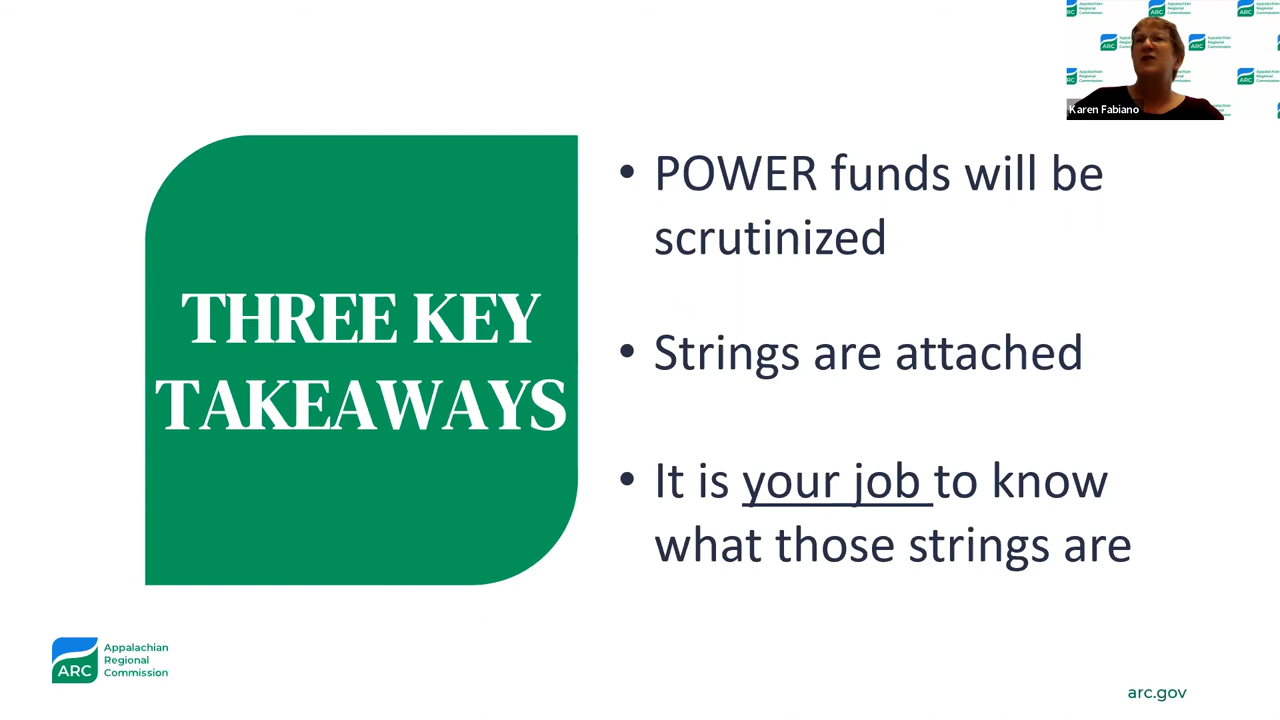 Karen Fabiano
THREE KEY
TAKEAWAYS
• POWER funds will be
scrutinized
• Strings are attached
• It is your job to know
what those strings are
ARC
Appalachian
Regional
Commission
arc.gov